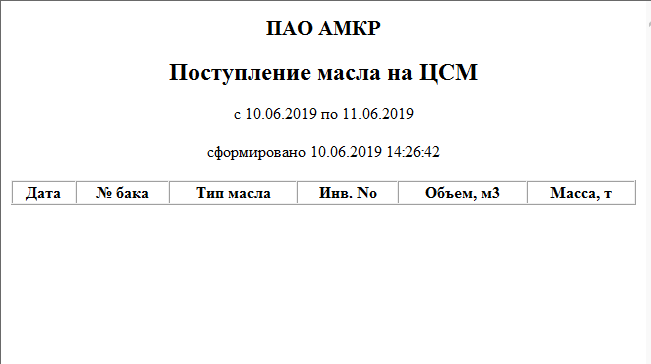 ПАО АМКР
Поступление масла на ЦСМ
с 10.06.2019 по 11.06.2019
сформировано 10.06.2019 14:26:42
Дата № бака Тип масла Инв. No Объем, м3 Масса, т